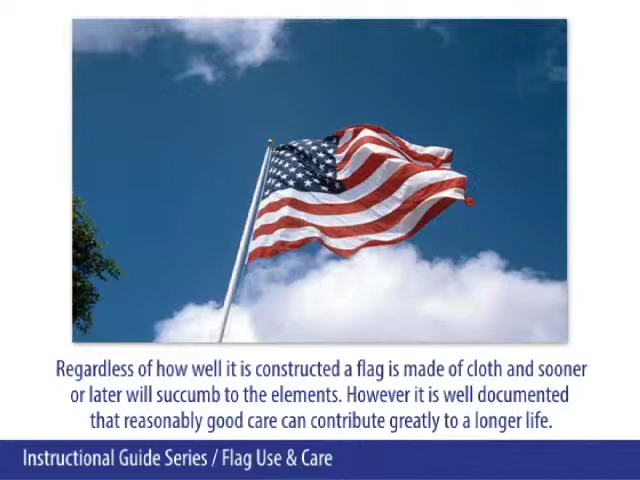 Regardless of how well it is constructed a flag is made of cloth and sooner
or later will succumb to the elements. However it is well documented
that reasonably good care can contribute greatly to a longer life.
Instructional Guide Series / Flag Use & Care